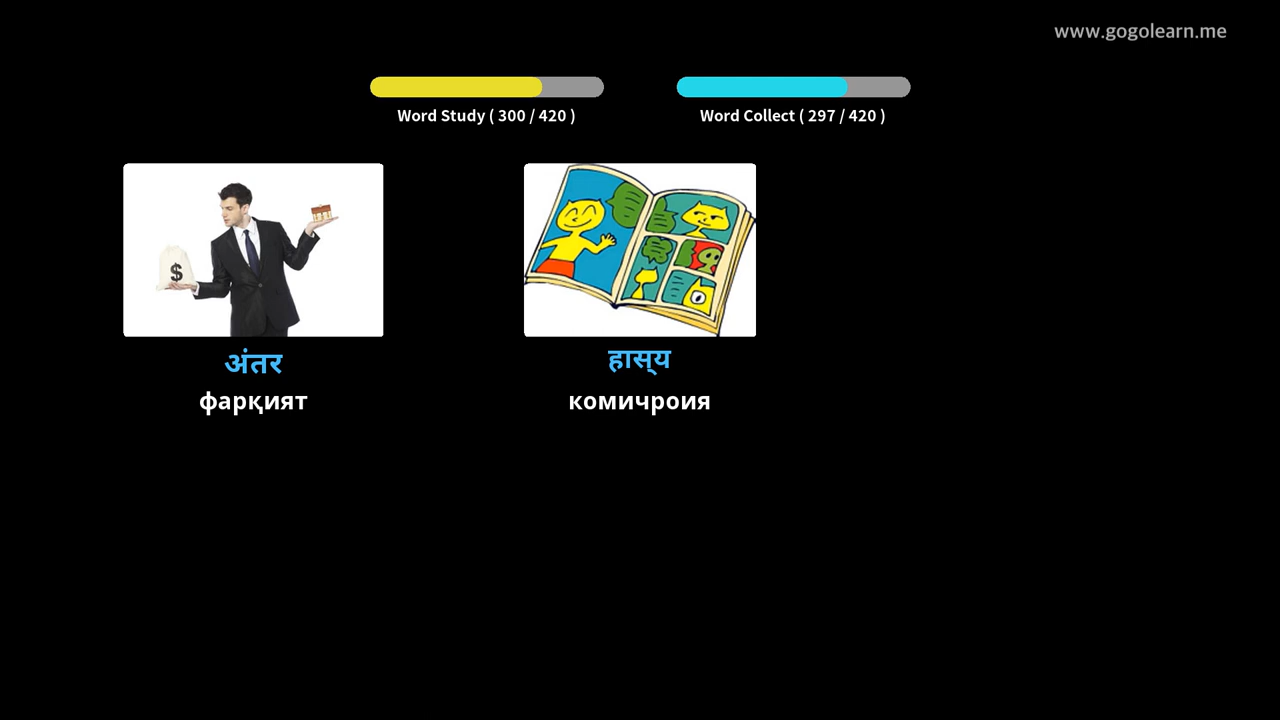 www.gogolearn.me
Word Study ( 300 / 420 )
Word Collect ( 297 / 420 )
$
अंतर
фарқият
हास्य
комичроия